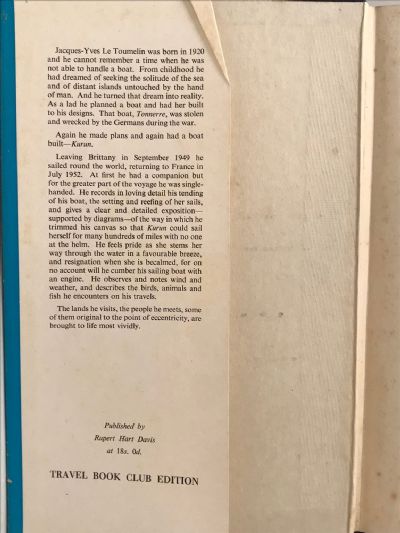 Jacques-Yves Le Toumelin was born in 1920
and he cannot remember a time when he was
not able to handle a boat. From childhood he
had dreamed of seeking the solitude of the sea
and of distant islands untouched by the hand
of man. And he turned that dream into reality.
As a lad he planned a boat and had her built
to his designs. That boat, Tonnerre, was stolen
and wrecked by the Germans during the war.
Again he made plans and again had a boat
built—Kurun.
Leaving Brittany in September 1949 he
sailed round the world, returning to France in
July 1952. At first he had a companion but
for the greater part of the voyage he was single-
handed. He records in loving detail his tending
of his boat, the setting and reefing of her sails,
and gives a clear and detailed exposition—
supported by diagrams—of the way in which he
trimmed his canvas so that Kurun could sail
herself for many hundreds of miles with no one
at the helm. He feels pride as she stems her
way through the water in a favourable breeze,
and resignation when she is becalmed, for on
no account will he cumber his sailing boat with
an engine. He observes and notes wind and
weather, and describes the birds, animals and
fish he encounters on his travels.
The lands he visits, the people he meets, some
of them original to the point of eccentricity, are
brought to life most vividly.
Published by
Rupert Hart Davis
at 18s. 0d.
TRAVEL BOOK CLUB EDITION